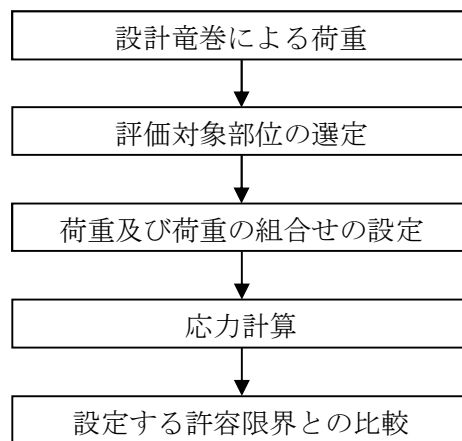 設計竜巻による荷重
評価対象部位の選定
荷重及び荷重の組合せの設定
応力計算
設定する許容限界との比較